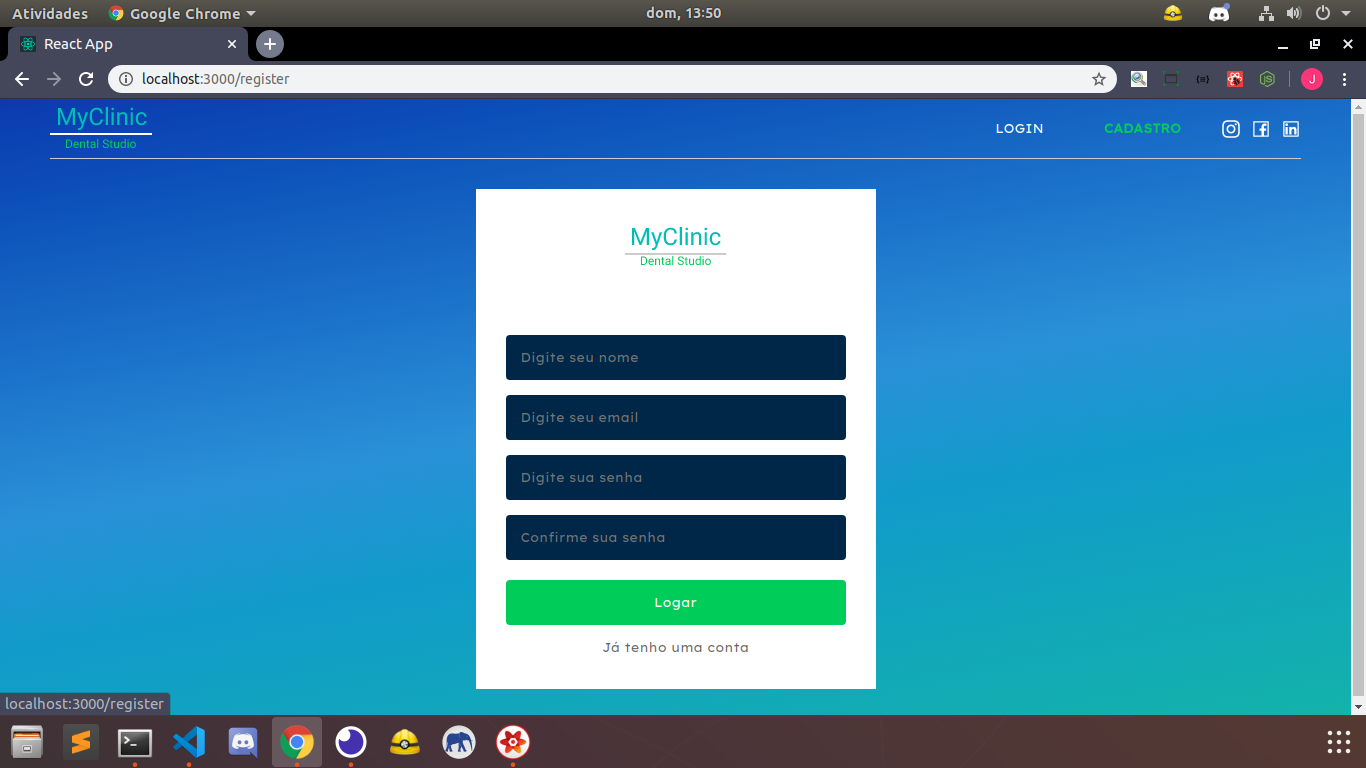 Atividades Google Chrome dom, 13:50
React App
localhost:3000/register J
MyClinic
Dental Studio
LOGIN CADASTRO
MyClinic
Dental Studio
Digite seu nome
Digite seu email
Digite sua senha
Confirme sua senha
Logar
Já tenho uma conta
localhost:3000/register